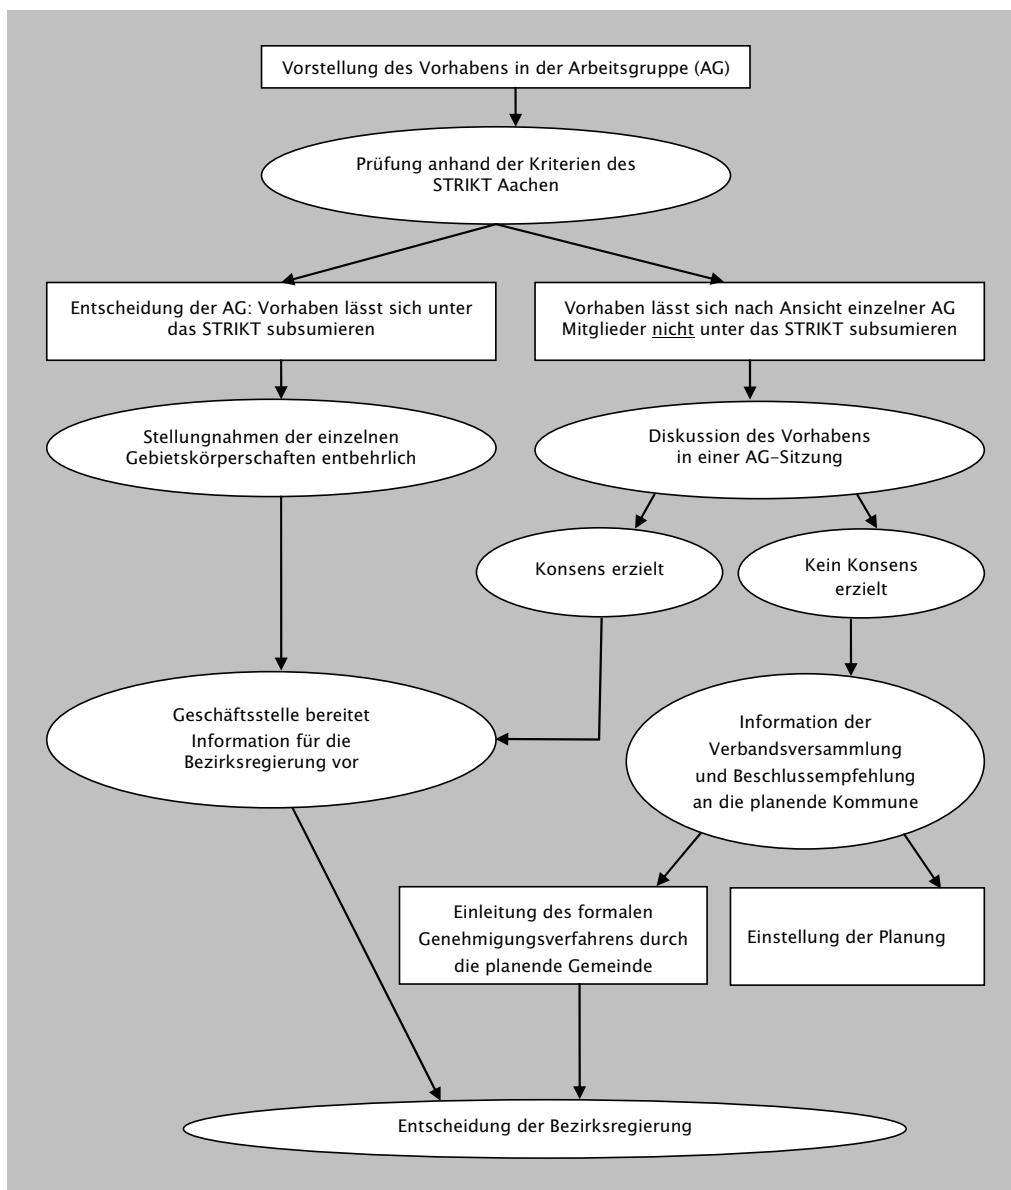 Vorstellung des Vorhabens in der Arbeitsgruppe (AG)
Prüfung anhand der Kriterien des
STRIKT Aachen
Entscheidung der AG: Vorhaben lässt sich unter
das STRIKT subsumieren
Vorhaben lässt sich nach Ansicht einzelner AG
Mitglieder nicht unter das STRIKT subsumieren
Stellungnahmen der einzelnen
Gebietskörperschaften entbehrlich
Diskussion des Vorhabens
in einer AG-Sitzung
Konsens erzielt
Kein Konsens
erzielt
Geschäftsstelle bereitet
Information für die
Bezirksregierung vor
Information der
Verbandsversammlung
und Beschlussempfehlung
an die planende Kommune
Einleitung des formalen
Genehmigungsverfahrens durch
die planende Gemeinde
Einstellung der Planung
Entscheidung der Bezirksregierung